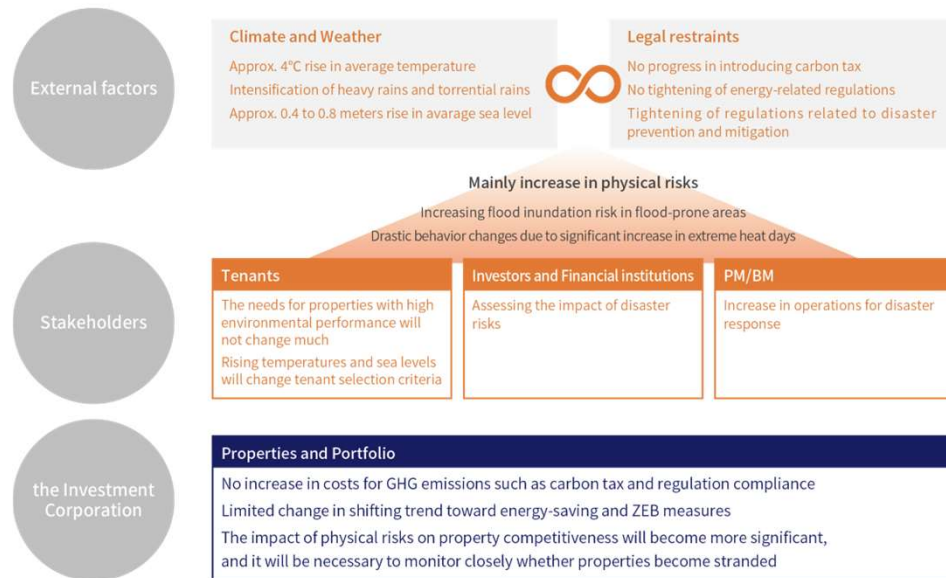 External factors
Climate and Weather
Approx. 4℃ rise in average temperature
Intensification of heavy rains and torrential rains
Approx. 0.4 to 0.8 meters rise in avarage sea level
Legal restraints
No progress in introducing carbon tax
No tightening of energy-related regulations
Tightening of regulations related to disaster
prevention and mitigation
Mainly increase in physical risks
Increasing flood inundation risk in flood-prone areas
Drastic behavior changes due to significant increase in extreme heat days
Stakeholders
Tenants
The needs for properties with high
environmental performance will
not change much
Rising temperatures and sea levels
will change tenant selection criteria
Investors and Financial institutions
Assessing the impact of disaster
risks
PM/BM
Increase in operations for disaster
response
the Investment
Corporation
Properties and Portfolio
No increase in costs for GHG emissions such as carbon tax and regulation compliance
Limited change in shifting trend toward energy-saving and ZEB measures
The impact of physical risks on property competitiveness will become more significant,
and it will be necessary to monitor closely whether properties become stranded